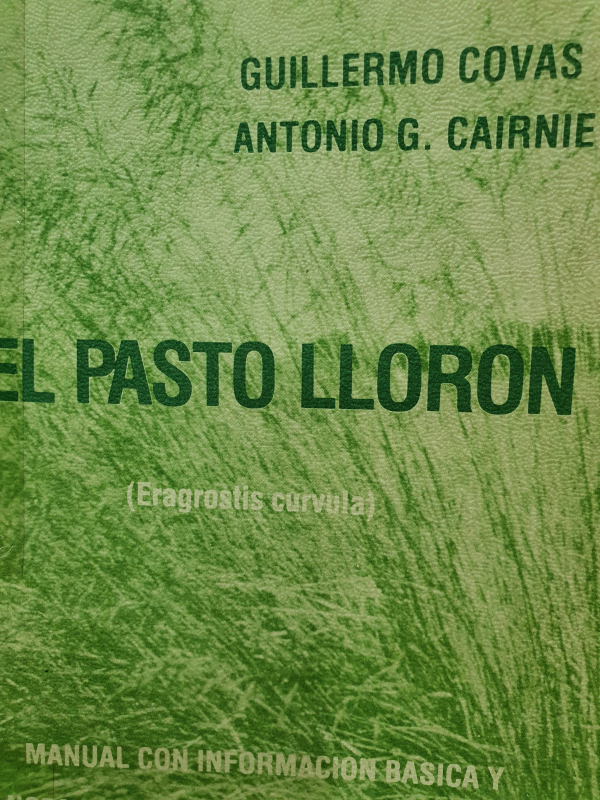 GUILLERMO COVAS
ANTONIO G. CAIRNIE
EL PASTO LLORON
(Eragrostis curvula)
MANUAL CON INFORMACION BASICA Y